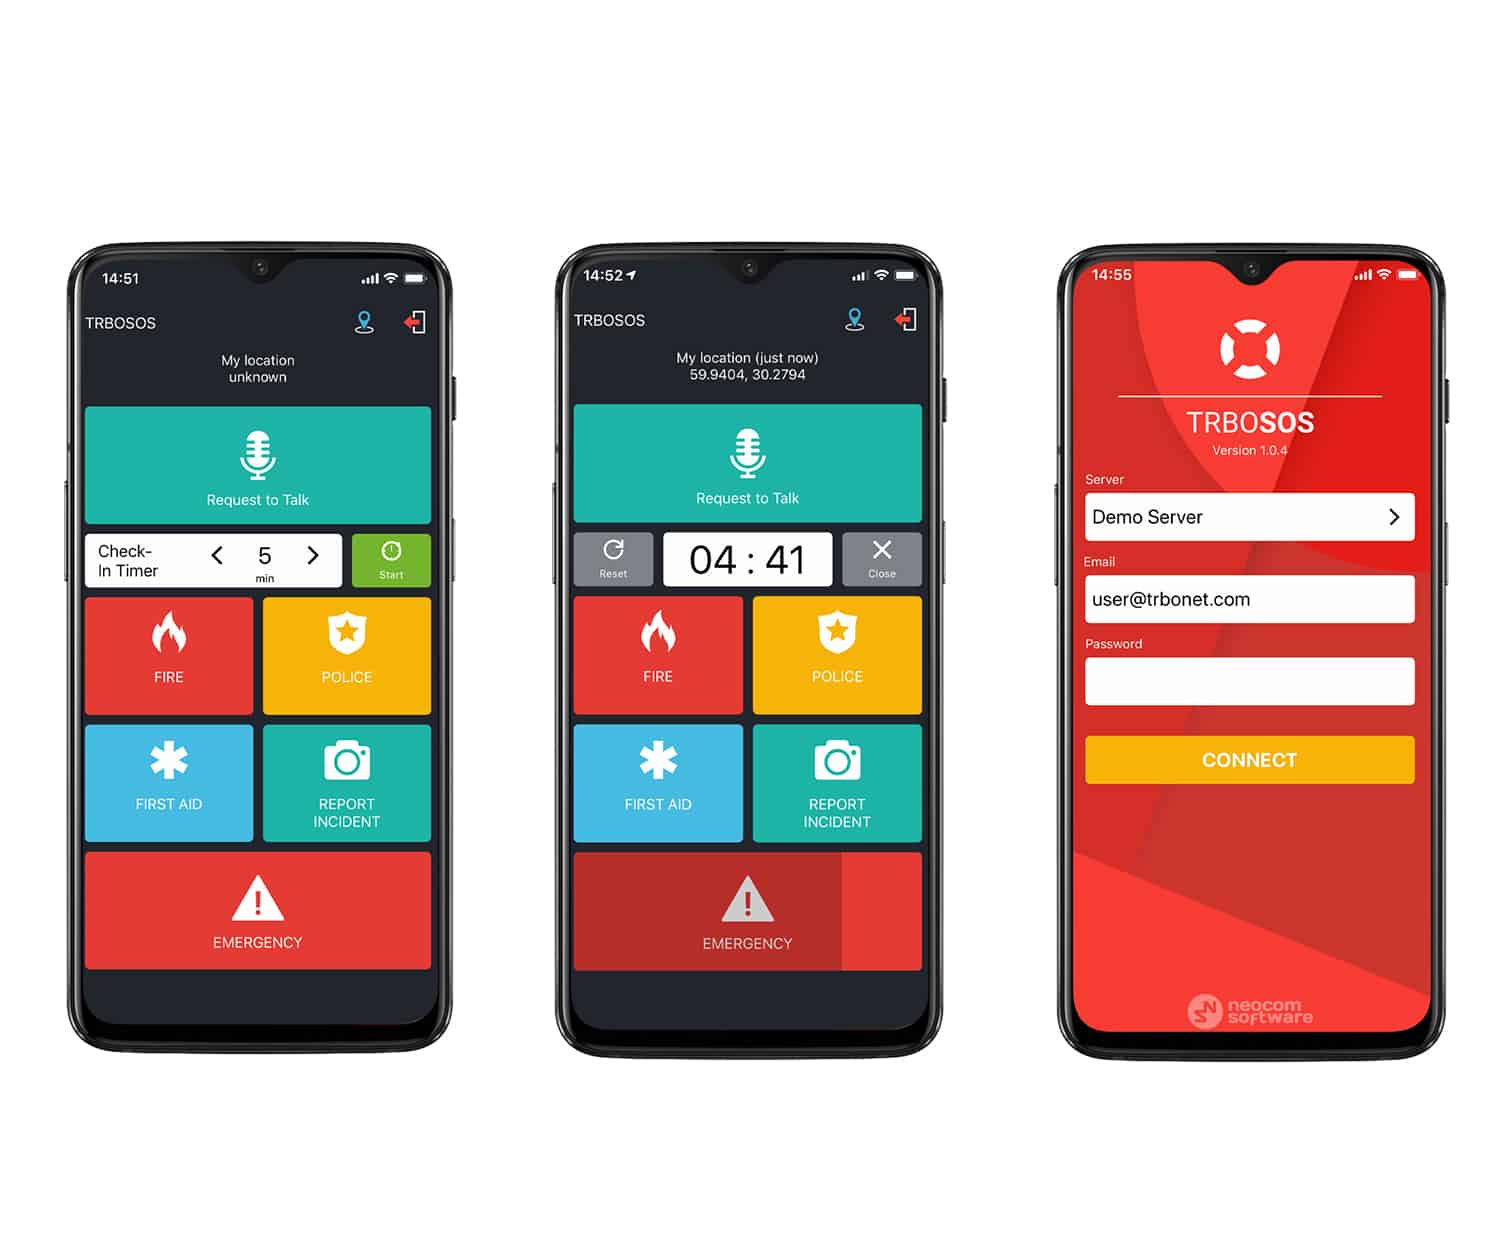 14:51
TRBOSOS
My location
unknown
Request to Talk
Check-
In Timer
5
min
Start
FIRE
POLICE
FIRST AID
REPORT
INCIDENT
EMERGENCY
14:52
TRBOSOS
My location (just now)
59.9404, 30.2794
Request to Talk
Reset
04 : 41
Close
FIRE
POLICE
FIRST AID
REPORT
INCIDENT
EMERGENCY
14:55
TRBOSOS
Version 1.0.4
Server
Demo Server
Email
user@trbonet.com
Password
CONNECT
neocom
software